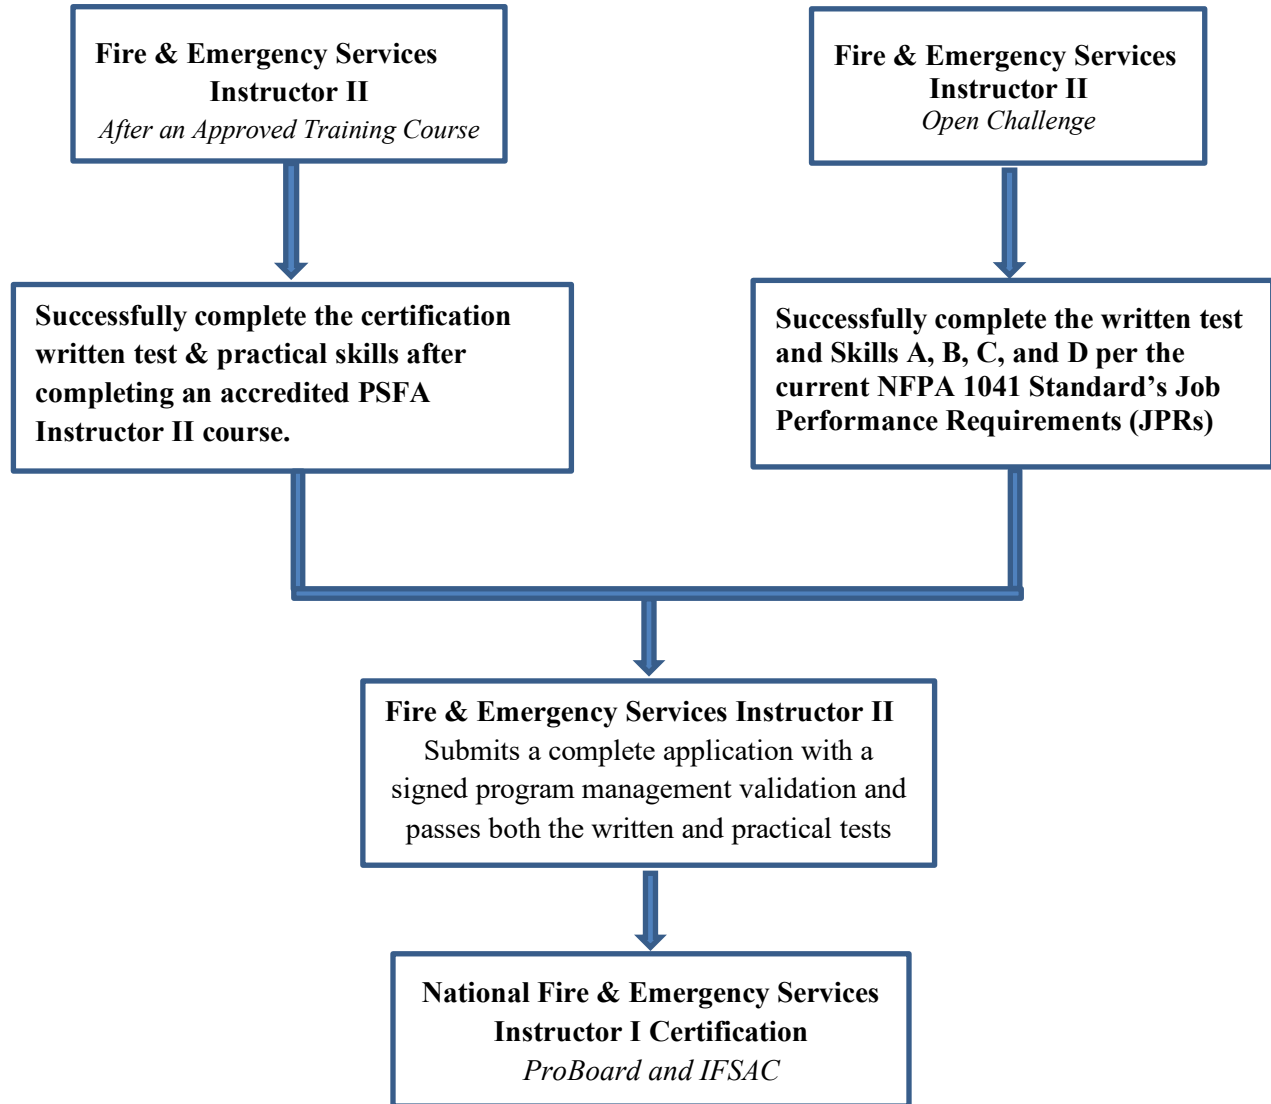 Fire & Emergency Services
Instructor II
After an Approved Training Course
Fire & Emergency Services
Instructor II
Open Challenge
Successfully complete the certification
written test & practical skills after
completing an accredited PSFA
Instructor II course.
Successfully complete the written test
and Skills A, B, C, and D per the
current NFPA 1041 Standard’s Job
Performance Requirements (JPRs)
Fire & Emergency Services Instructor II
Submits a complete application with a
signed program management validation and
passes both the written and practical tests
National Fire & Emergency Services
Instructor I Certification
ProBoard and IFSAC